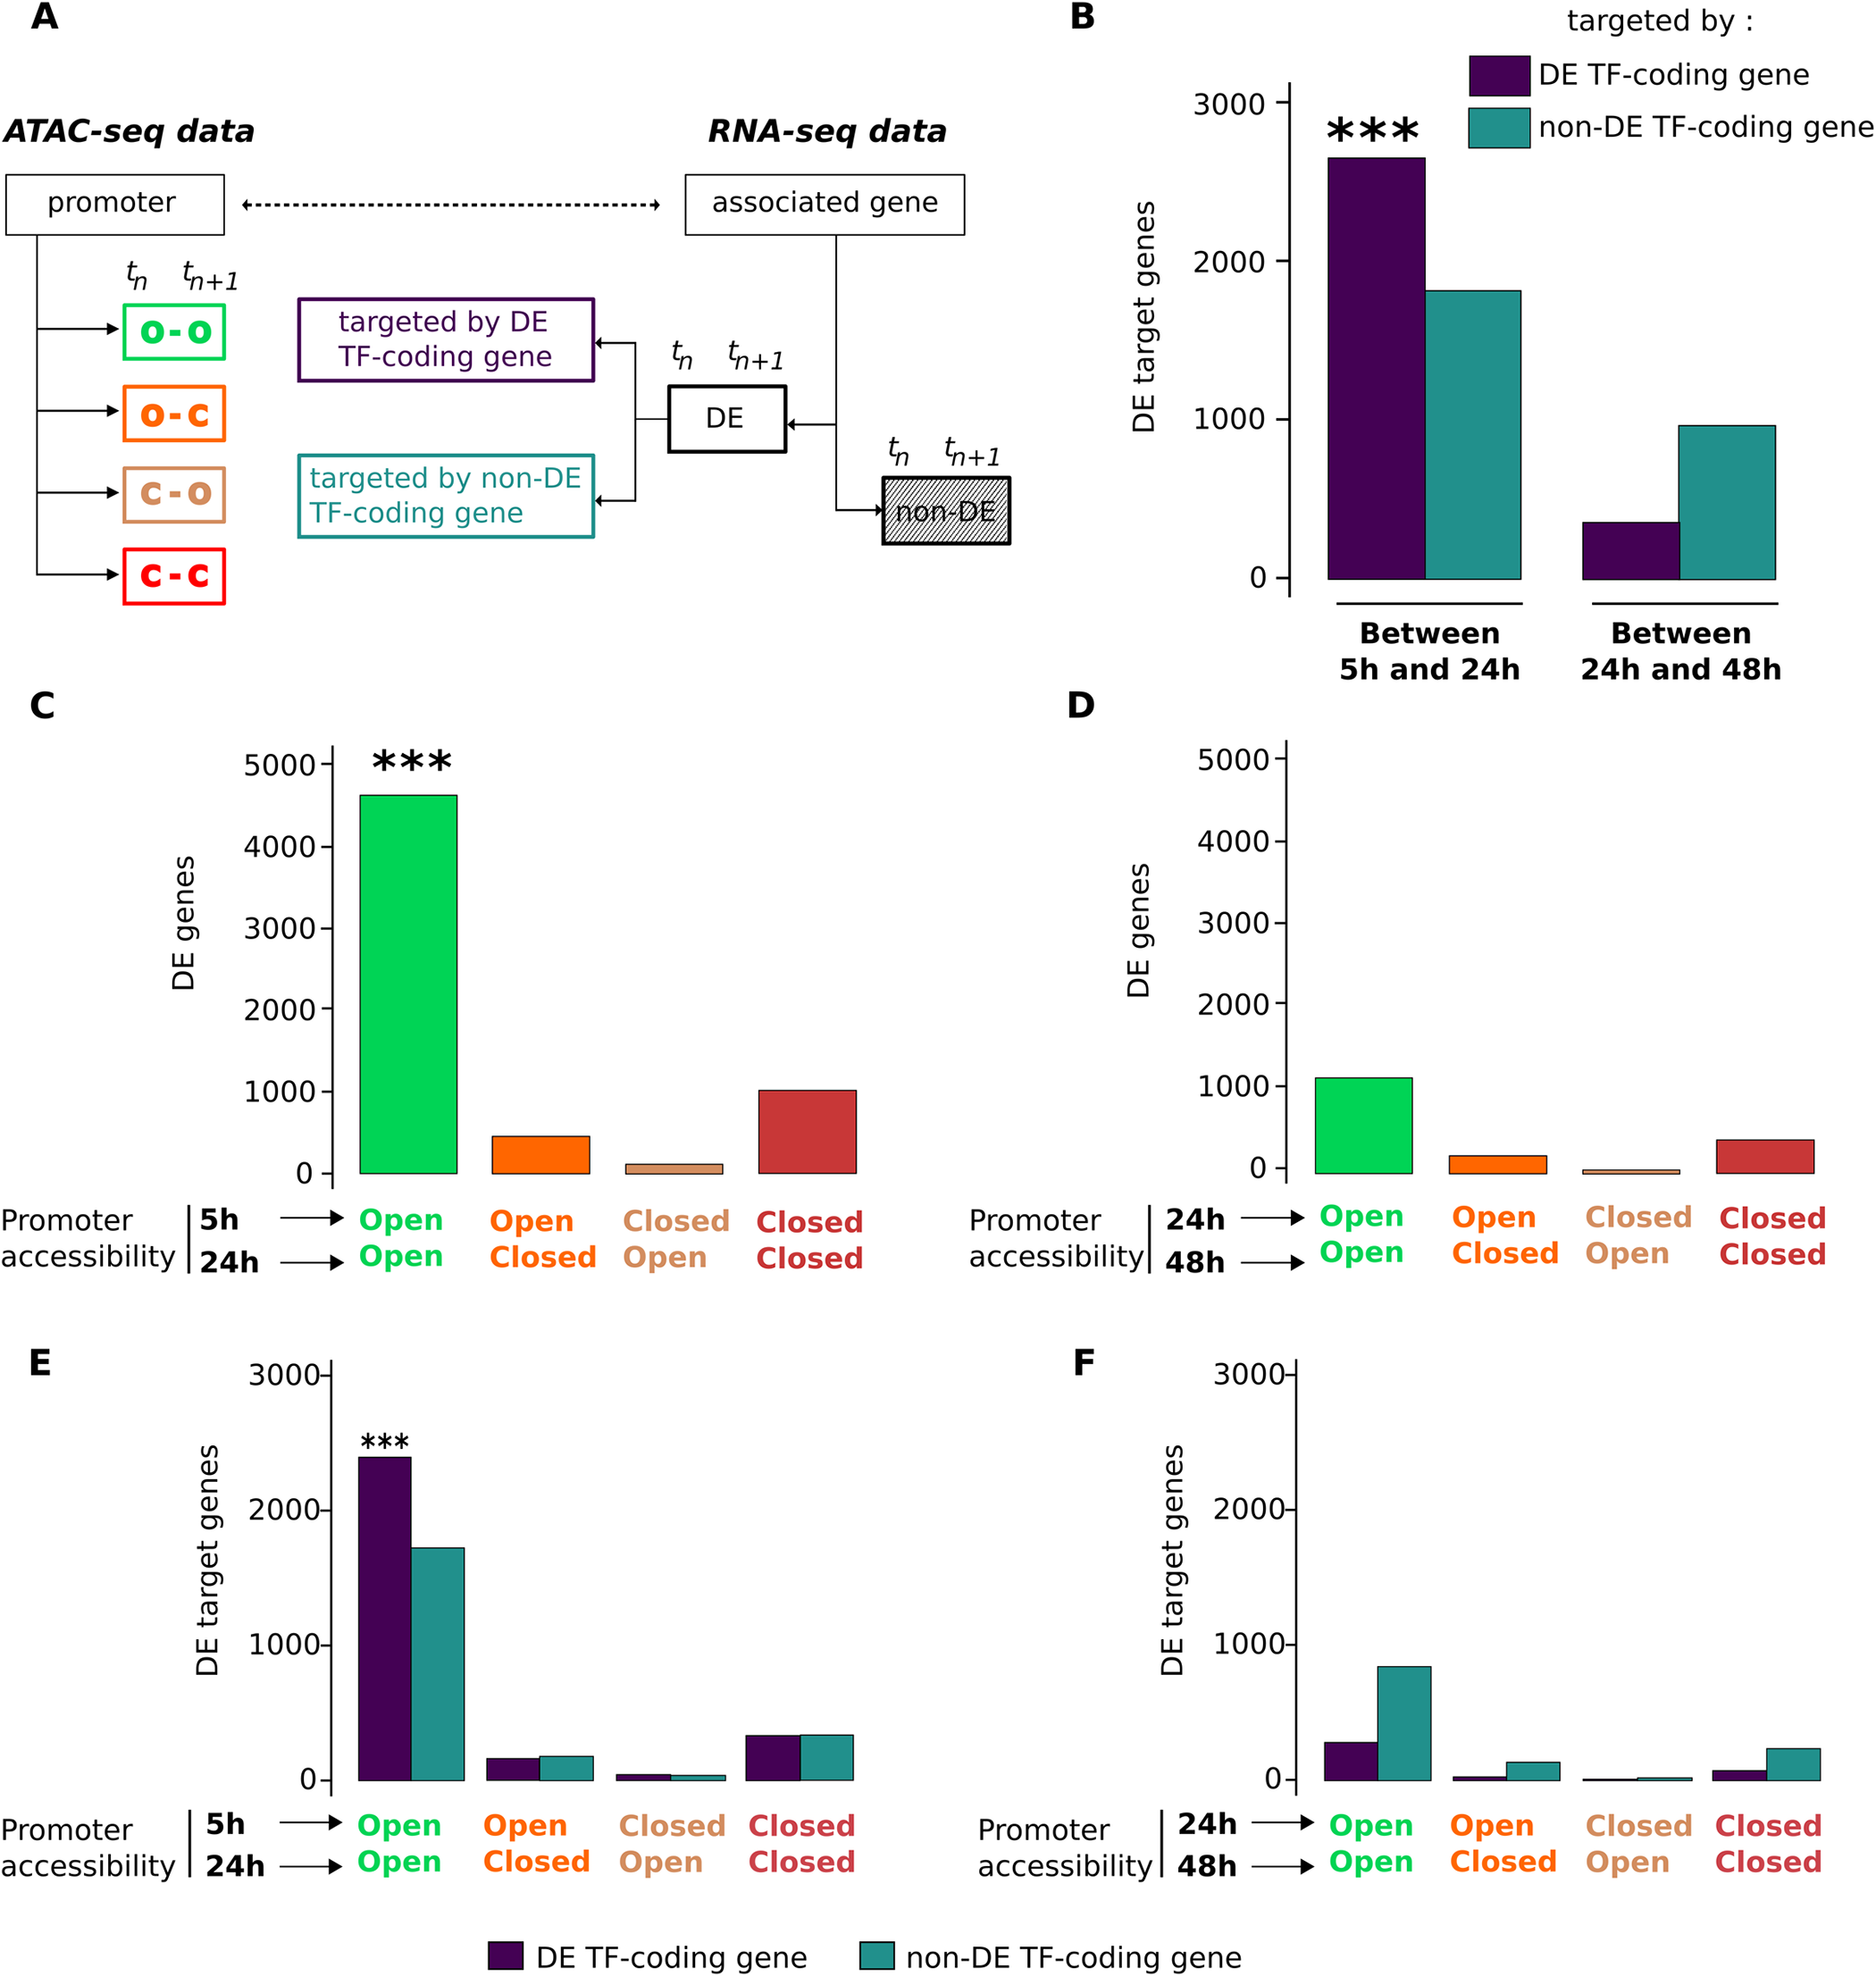 A
ATAC-seq data
RNA-seq data
promoter
associated gene
tn tn+1
o-o
o-c
c-o
c-c
targeted by DE
TF-coding gene
targeted by non-DE
TF-coding gene
tn tn+1
DE
tn tn+1
non-DE
B
targeted by :
DE TF-coding gene
non-DE TF-coding gene
DE target genes
3000
2000
1000
0
***
Between
5h and 24h
Between
24h and 48h
C
DE genes
5000
4000
3000
2000
1000
0
***
Promoter
accessibility
5h Open Open Closed Closed
24h Open Closed Open Closed
D
DE genes
5000
4000
3000
2000
1000
0
Promoter
accessibility
24h Open Open Closed Closed
48h Open Closed Open Closed
E
DE target genes
3000
2000
1000
0
***
Promoter
accessibility
5h Open Open Closed Closed
24h Open Closed Open Closed
F
DE target genes
3000
2000
1000
0
Promoter
accessibility
24h Open Open Closed Closed
48h Open Closed Open Closed
DE TF-coding gene
non-DE TF-coding gene